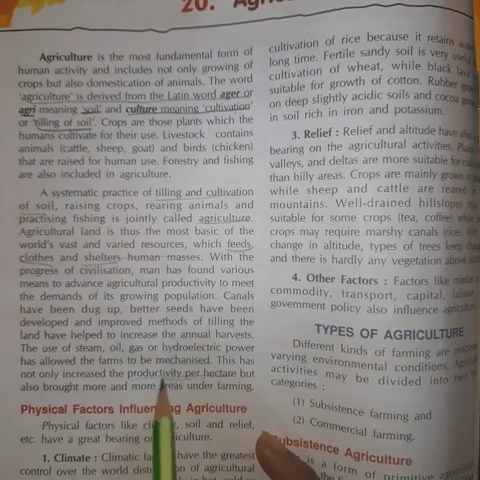 20.
Agriculture is the most fundamental form of
human activity and includes not only growing of
crops but also domestication of animals. The word
'agriculture' is derived from the Latin word ager or
agri meaning 'soil' and culture meaning 'cultivation'
or 'tilling of soil'. Crops are those plants which the
humans cultivate for their use. Livestock contains
animals (cattle, sheep, goat) and birds (chicken)
that are raised for human use. Forestry and fishing
are also included in agriculture.
A systematic practice of tilling and cultivation
of soil, raising crops, rearing animals and
practising fishing is jointly called agriculture.
Agricultural land is thus the most basic of the
world's vast and varied resources, which feeds,
clothes and shelters human masses. With the
progress of civilisation, man has found various
means to advance agricultural productivity to meet
the demands of its growing population. Canals
have been dug up, better seeds have been
developed and improved methods of tilling the
land have helped to increase the annual harvest.
The use of steam, oil, gas or hydroelectric power
has allowed the farms to be mechanised. This has
not only increased the productivity per hectare but
also brought more and more areas under farming.
Physical Factors Influencing Agriculture
Physical factors like soil and relief,
etc. have a great bearing on
1. Climate : Climatic have the greatest
control over the world of agricultural
cultivation of rice because it retains
long time. Fertile sandy soil is very useful
cultivation of wheat, while black
suitable for growth of cotton. Rubber
on deep slightly acidic soils and cocoa
in soil rich in iron and potassium.
3. Relief : Relief and altitude have
bearing on the agricultural activities.
valleys, and deltas are more suitable for
than hilly areas. Crops are mainly grown
while sheep and cattle are reared
mountains. Well-drained hillslopes
suitable for some crops (tea, coffee) while
crops may require marshy canals (rice).
change in altitude, types of trees keep
and there is hardly any vegetation above
4. Other Factors : Factors like
commodity, transport, capital, labour
government policy also influence
TYPES OF AGRICULTURE
Different kinds of farming are
varying environmental conditions.
activities may be divided into
categories :
(1) Subsistence farming and
(2) Commercial farming.
Subsistence Agriculture
is a form of primitive